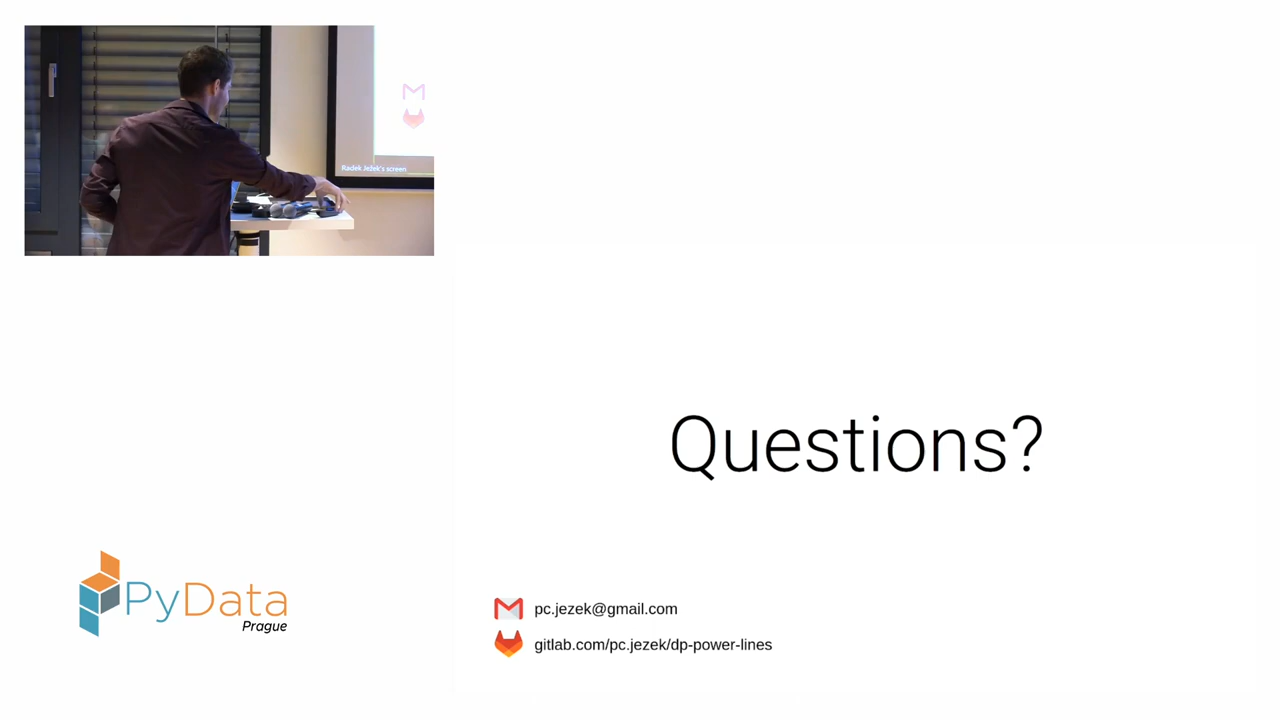 Radek Ježek's screen
Questions?
PyData
Prague
pc.jezek@gmail.com
gitlab.com/pc.jezek/dp-power-lines